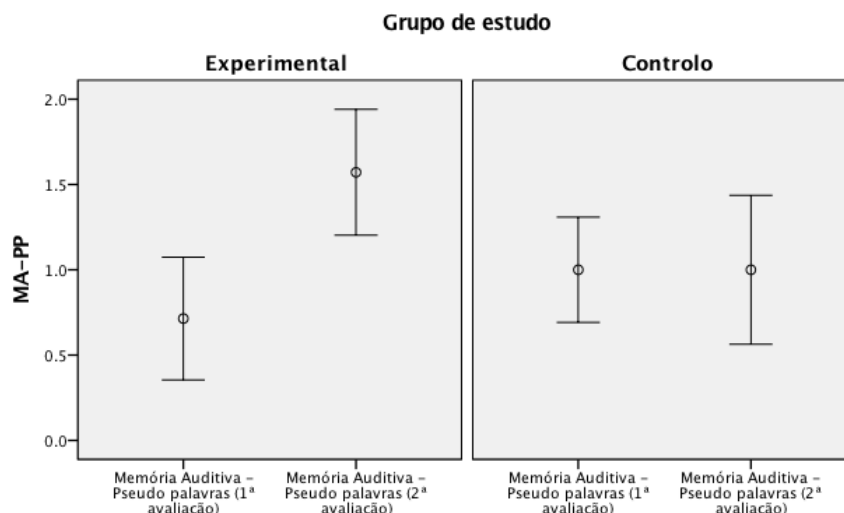 Grupo de estudo
Experimental
Controlo
MA-PP
2.0
1.5
1.0
0.5
0.0
Memória Auditiva -
Pseudo palavras (1ª
avaliação)
Memória Auditiva -
Pseudo palavras (2ª
avaliação)
Memória Auditiva -
Pseudo palavras (1ª
avaliação)
Memória Auditiva -
Pseudo palavras (2ª
avaliação)